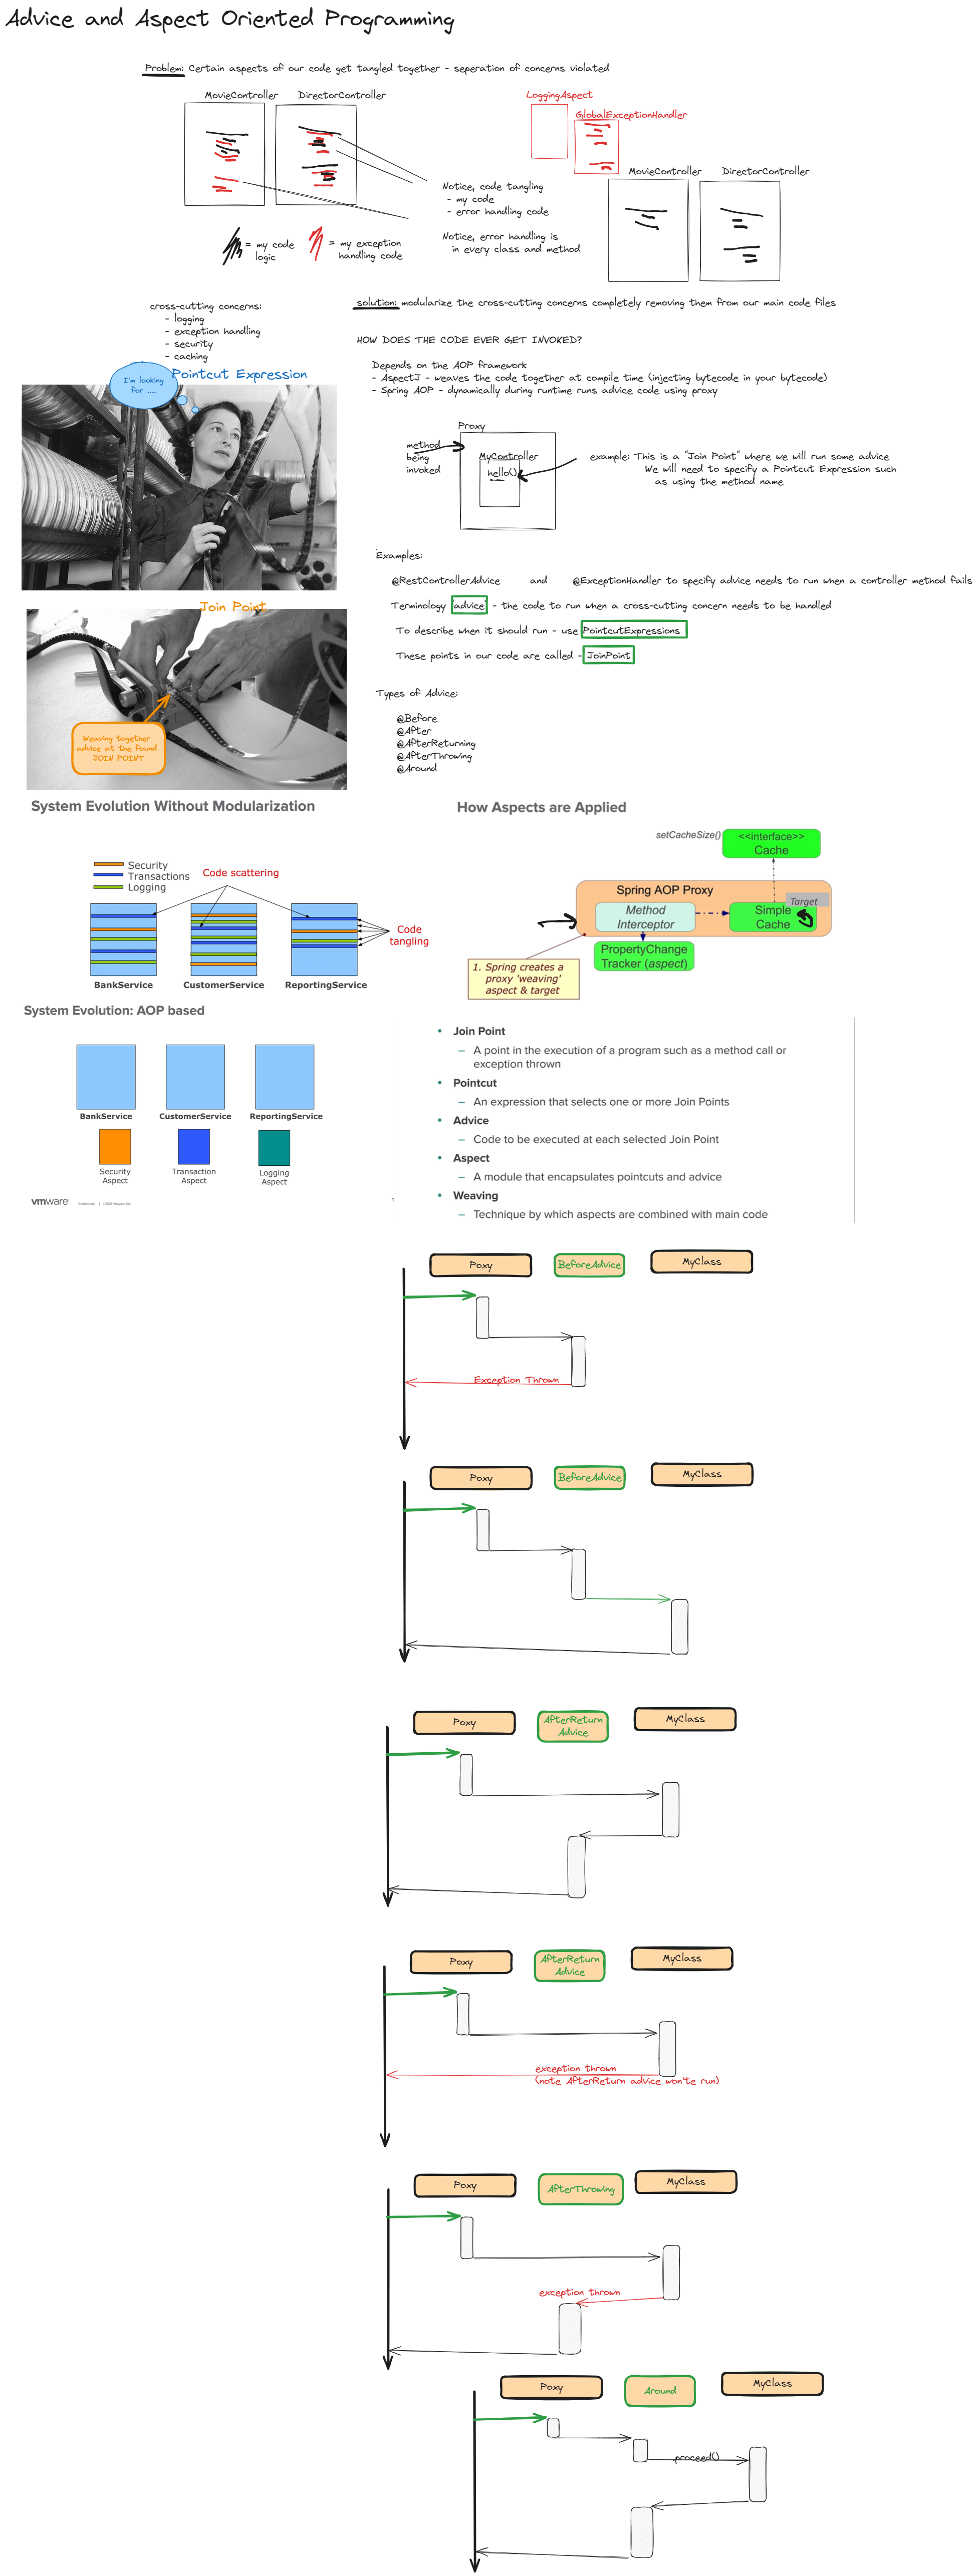 Advice and Aspect Oriented Programming
Problem: Certain aspects of our code get tangled together - seperation of concerns violated
MovieController
DirectorController
Notice, code tangling
- my code
- error handling code
Notice, error handling is
in every class and method
= my code
logic
= my exception
handling code
LoggingAspect
GlobalExceptionHandler
MovieController
DirectorController
cross-cutting concerns:
- logging
- exception handling
- security
- caching
solution: modularize the cross-cutting concerns completely removing them from our main code files
HOW DOES THE CODE EVER GET INVOKED?
Depends on the AOP framework
- AspectJ - weaves the code together at compile time (injecting bytecode in your bytecode)
- Spring AOP - dynamically during runtime runs advice code using proxy
Pointcut Expression
I'm looking
for ....
Proxy
method
being
invoked
MyController
hello()
example: This is a "Join Point" where we will run some advice
We will need to specify a Pointcut Expression such
as using the method name
Examples:
@RestControllerAdvice and @ExceptionHandler to specify advice needs to run when a controller method fails
Terminology advice - the code to run when a cross-cutting concern needs to be handled
To describe when it should run - use PointcutExpressions
These points in our code are called - JoinPoint
Join Point
Weaving together
advice at the found
JOIN POINT
Types of Advice:
@Before
@After
@AfterReturning
@AfterThrowing
@Around
System Evolution Without Modularization
Security
Transactions
Logging
Code scattering
Code
tangling
BankService
CustomerService
ReportingService
System Evolution: AOP based
BankService
CustomerService
ReportingService
Security
Aspect
Transaction
Aspect
Logging
Aspect
vmware
Confidential | ©2020 VMware, Inc.
1
How Aspects are Applied
setCacheSize()
<<interface>>
Cache
Spring AOP Proxy
Method
Interceptor
Target
Simple
Cache
PropertyChange
Tracker (aspect)
1. Spring creates a
proxy 'weaving'
aspect & target
• Join Point
– A point in the execution of a program such as a method call or
exception thrown
• Pointcut
– An expression that selects one or more Join Points
• Advice
– Code to be executed at each selected Join Point
• Aspect
– A module that encapsulates pointcuts and advice
• Weaving
– Technique by which aspects are combined with main code
Poxy
BeforeAdvice
MyClass
Exception Thrown
Poxy
BeforeAdvice
MyClass
Poxy
AfterReturn
Advice
MyClass
Poxy
AfterReturn
Advice
MyClass
exception thrown
(note AfterReturn advice won'te run)
Poxy
AfterThrowing
MyClass
exception thrown
Poxy
Around
MyClass
proceed()